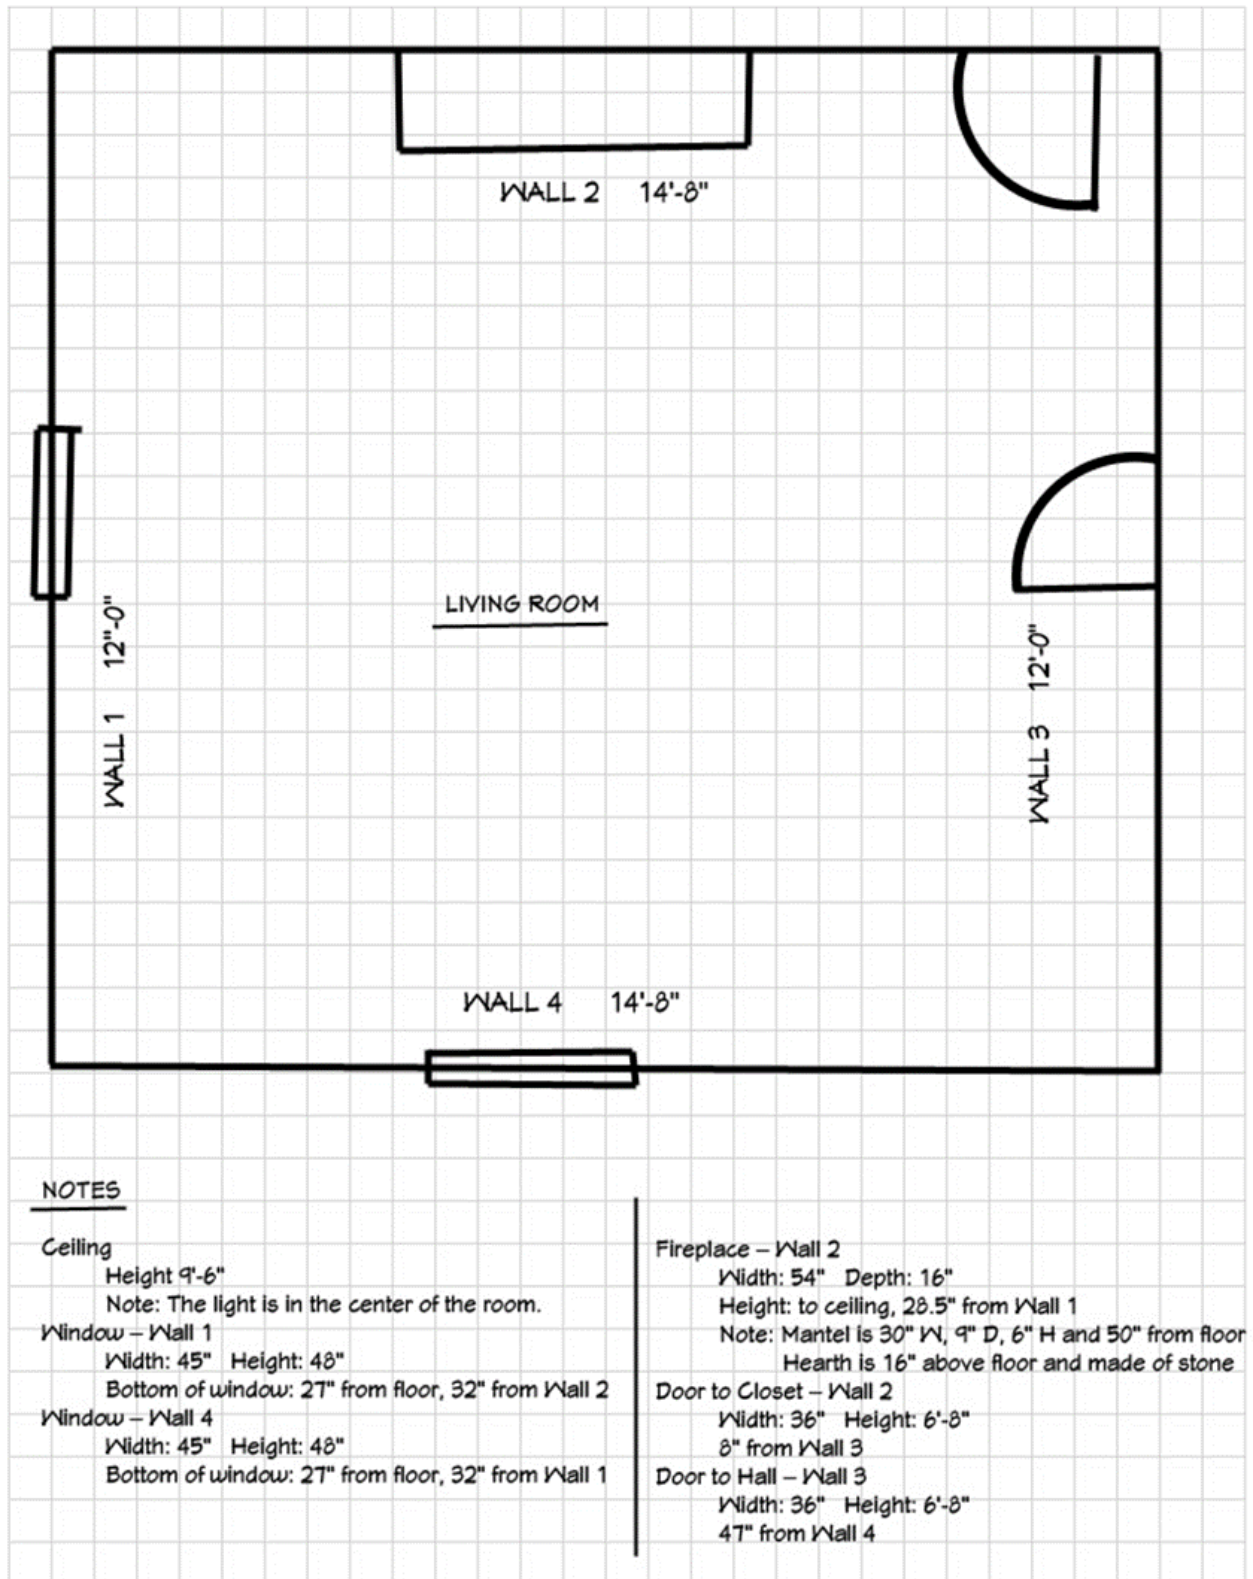 WALL 2 14'-8"
LIVING ROOM
WALL 1 12"-0"
WALL 3 12'-0"
WALL 4 14'-8"
NOTES
Ceiling
Height 9'-6"
Note: The light is in the center of the room.
Window – Wall 1
Width: 45" Height: 48"
Bottom of window: 27" from floor, 32" from Wall 2
Window – Wall 4
Width: 45" Height: 48"
Bottom of window: 27" from floor, 32" from Wall 1
Fireplace – Wall 2
Width: 54" Depth: 16"
Height: to ceiling, 28.5" from Wall 1
Note: Mantel is 30" W, 9" D, 6" H and 50" from floor
Hearth is 16" above floor and made of stone
Door to Closet – Wall 2
Width: 36" Height: 6'-8"
8" from Wall 3
Door to Hall – Wall 3
Width: 36" Height: 6'-8"
47" from Wall 4